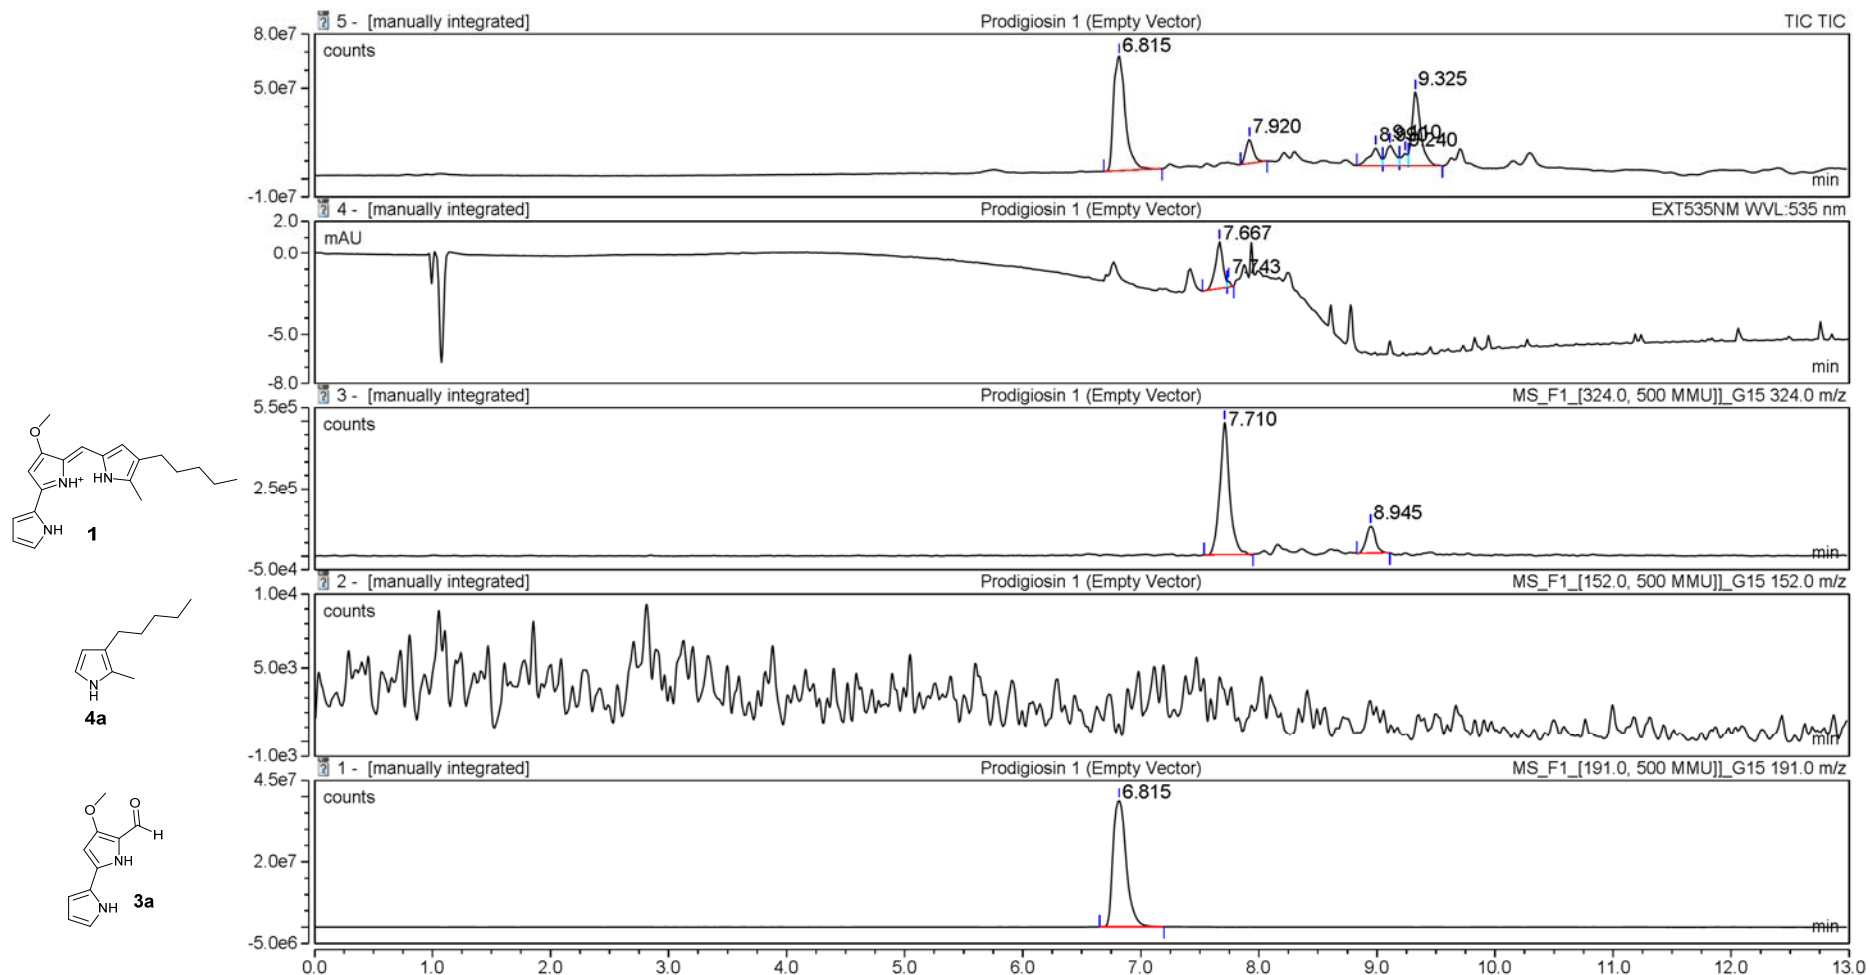 5 - [manually integrated] Prodigiosin 1 (Empty Vector) TIC TIC
8.0e7
counts
6.815
5.0e7
9.325
7.920
9.240
-1.0e7
min
4 - [manually integrated] Prodigiosin 1 (Empty Vector) EXT535NM WVL:535 nm
2.0
mAU
7.667
0.0
7.743
-5.0
min
-8.0
3 - [manually integrated] Prodigiosin 1 (Empty Vector) MS_F1_[324.0, 500 MMU]]_G15 324.0 m/z
5.5e5
counts
7.710
2.5e5
8.945
min
-5.0e4
O
NH+
HN
NH
1
2 - [manually integrated] Prodigiosin 1 (Empty Vector) MS_F1_[152.0, 500 MMU]]_G15 152.0 m/z
1.0e4
counts
5.0e3
min
-1.0e3
N
H
4a
1 - [manually integrated] Prodigiosin 1 (Empty Vector) MS_F1_[191.0, 500 MMU]]_G15 191.0 m/z
4.5e7
counts
6.815
2.0e7
min
-5.0e6
O
O
H
NH
NH
3a
0.0 1.0 2.0 3.0 4.0 5.0 6.0 7.0 8.0 9.0 10.0 11.0 12.0 13.0